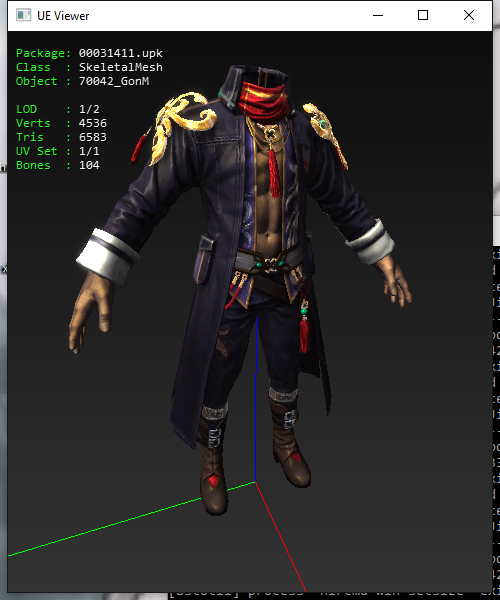 UE Viewer
Package: 00031411.upk
Class : SkeletalMesh
Object : 70042_GonM
LOD : 1/2
Verts : 4536
Tris : 6583
UV Set : 1/1
Bones : 104